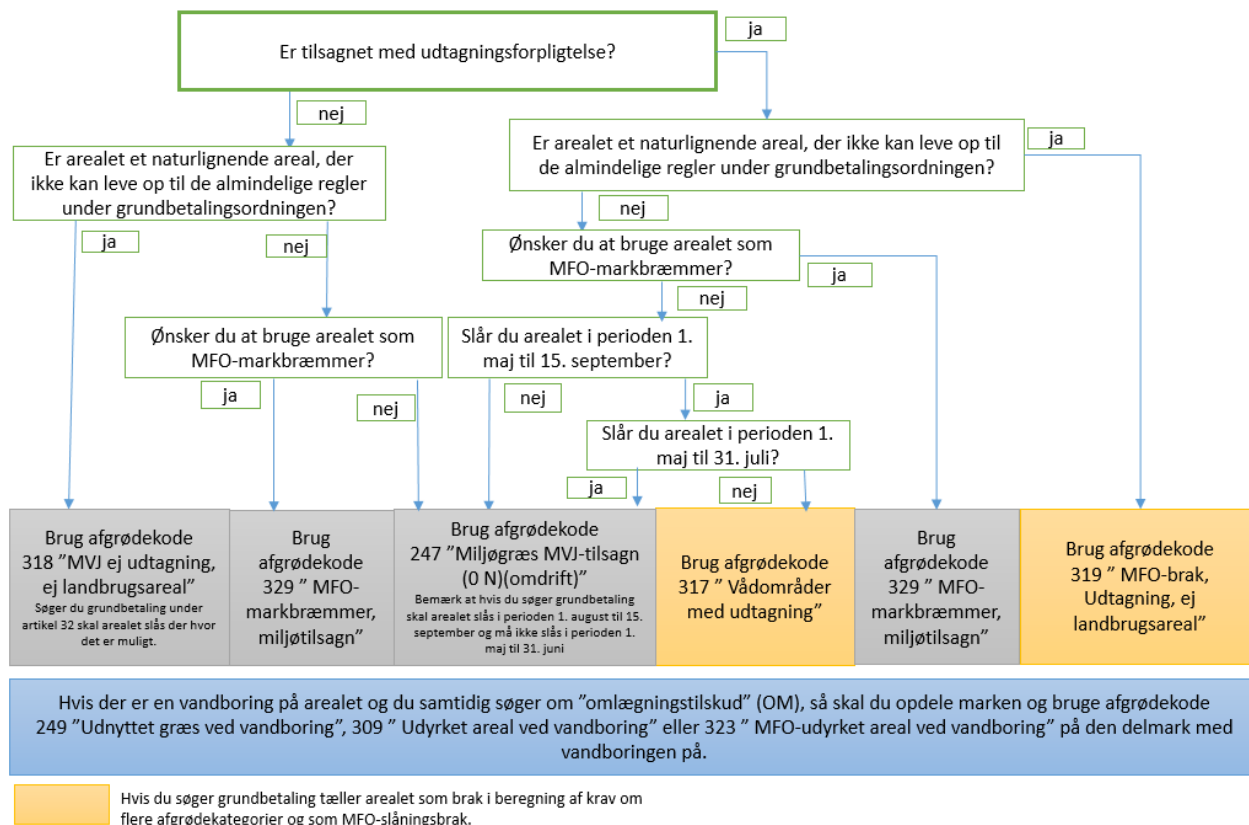 ja
Er tilsagnet med udtagningsforpligtelse?
nej
Er arealet et naturlignende areal, der
ikke kan leve op til de almindelige regler
under grundbetalingsordningen?
Er arealet et naturlignende areal, der ikke kan leve op til
de almindelige regler under grundbetalingsordningen?
ja
nej
ja
nej
Ønsker du at bruge arealet som
MFO-markbræmmer?
ja
nej
Ønsker du at bruge arealet som
MFO-markbræmmer?
Slår du arealet i perioden 1.
maj til 15. september?
ja
nej
nej
ja
Slår du arealet i perioden 1.
maj til 31. juli?
ja
nej
Brug afgrødekode
318 ”MVJ ej udtagning,
ej landbrugsareal”
Søger du grundbetaling under
artikel 32 skal arealet slås der hvor
det er muligt.
Brug
afgrødekode
329 ” MFO-
markbræmmer,
miljøtilsagn”
Brug afgrødekode
247 ”Miljøgræs MVJ-tilsagn
(0 N)(omdrift)”
Bemærk at hvis du søger grundbetaling
skal arealet slås i perioden 1. august til 15.
september og må ikke slås i perioden 1.
maj til 31. juni
Brug afgrødekode
317 ” Vådområder
med udtagning”
Brug
afgrødekode
329 ” MFO-
markbræmmer,
miljøtilsagn”
Brug afgrødekode
319 ” MFO-brak,
Udtagning, ej
landbrugsareal”
Hvis der er en vandboring på arealet og du samtidig søger om ”omlægningstilskud” (OM), så skal du opdele marken og bruge afgrødekode
249 ”Udnyttet græs ved vandboring”, 309 ” Udyrket areal ved vandboring” eller 323 ” MFO-udyrket areal ved vandboring” på den delmark med
vandboringen på.
Hvis du søger grundbetaling tæller arealet som brak i beregning af krav om
flere afgrødekategorier og som MFO-slåningsbrak.